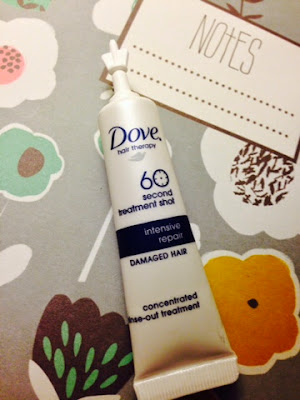 NOTES
Dove
hair therapy
60
second
treatment shot
intensive
repair
DAMAGED HAIR
concentrated
rinse-out treatment